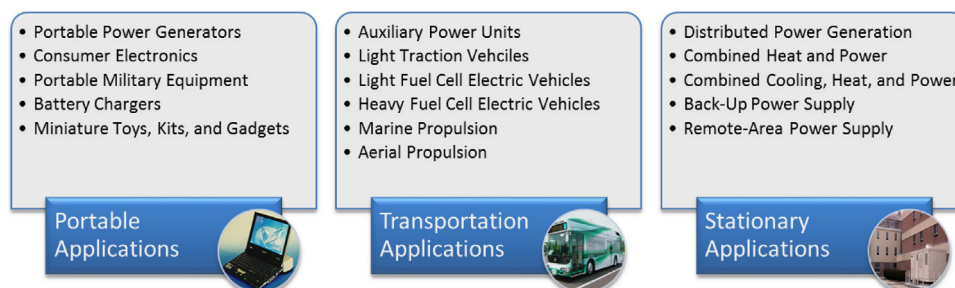 • Portable Power Generators
• Consumer Electronics
• Portable Military Equipment
• Battery Chargers
• Miniature Toys, Kits, and Gadgets
Portable
Applications
• Auxiliary Power Units
• Light Traction Vehciles
• Light Fuel Cell Electric Vehicles
• Heavy Fuel Cell Electric Vehicles
• Marine Propulsion
• Aerial Propulsion
Transportation
Applications
• Distributed Power Generation
• Combined Heat and Power
• Combined Cooling, Heat, and Power
• Back-Up Power Supply
• Remote-Area Power Supply
Stationary
Applications